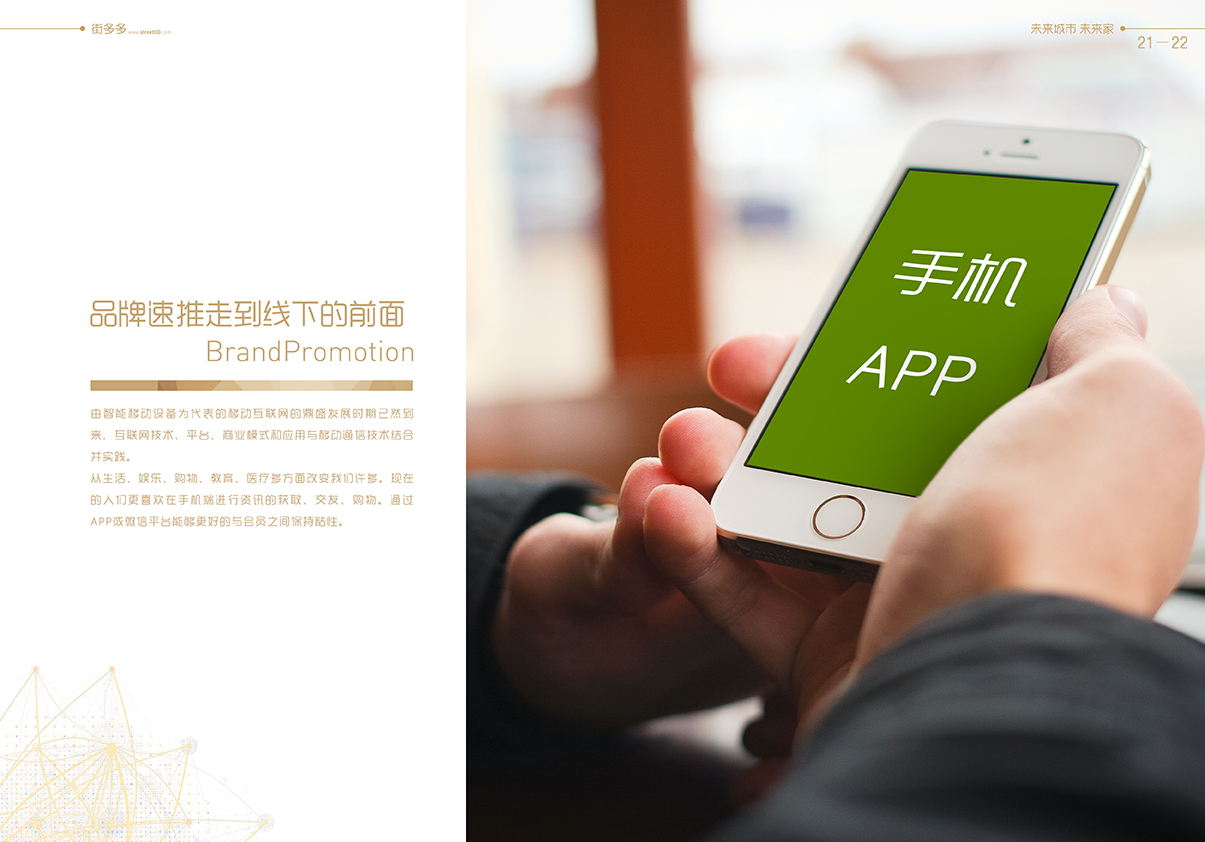 街多多 www.streetDD.com
未来城市 未来家
21—22
品牌速推走到线下的前面
BrandPromotion
由智能移动设备为代表的移动互联网的鼎盛发展时期已然到
来，互联网技术、平台、商业模式和应用与移动通信技术结合
并实践。
从生活、娱乐、购物、教育、医疗多方面改变我们许多。现在
的人们更喜欢在手机端进行资讯的获取、交友、购物。通过
APP或微信平台能够更好的与会员之间保持粘性。
手机
APP